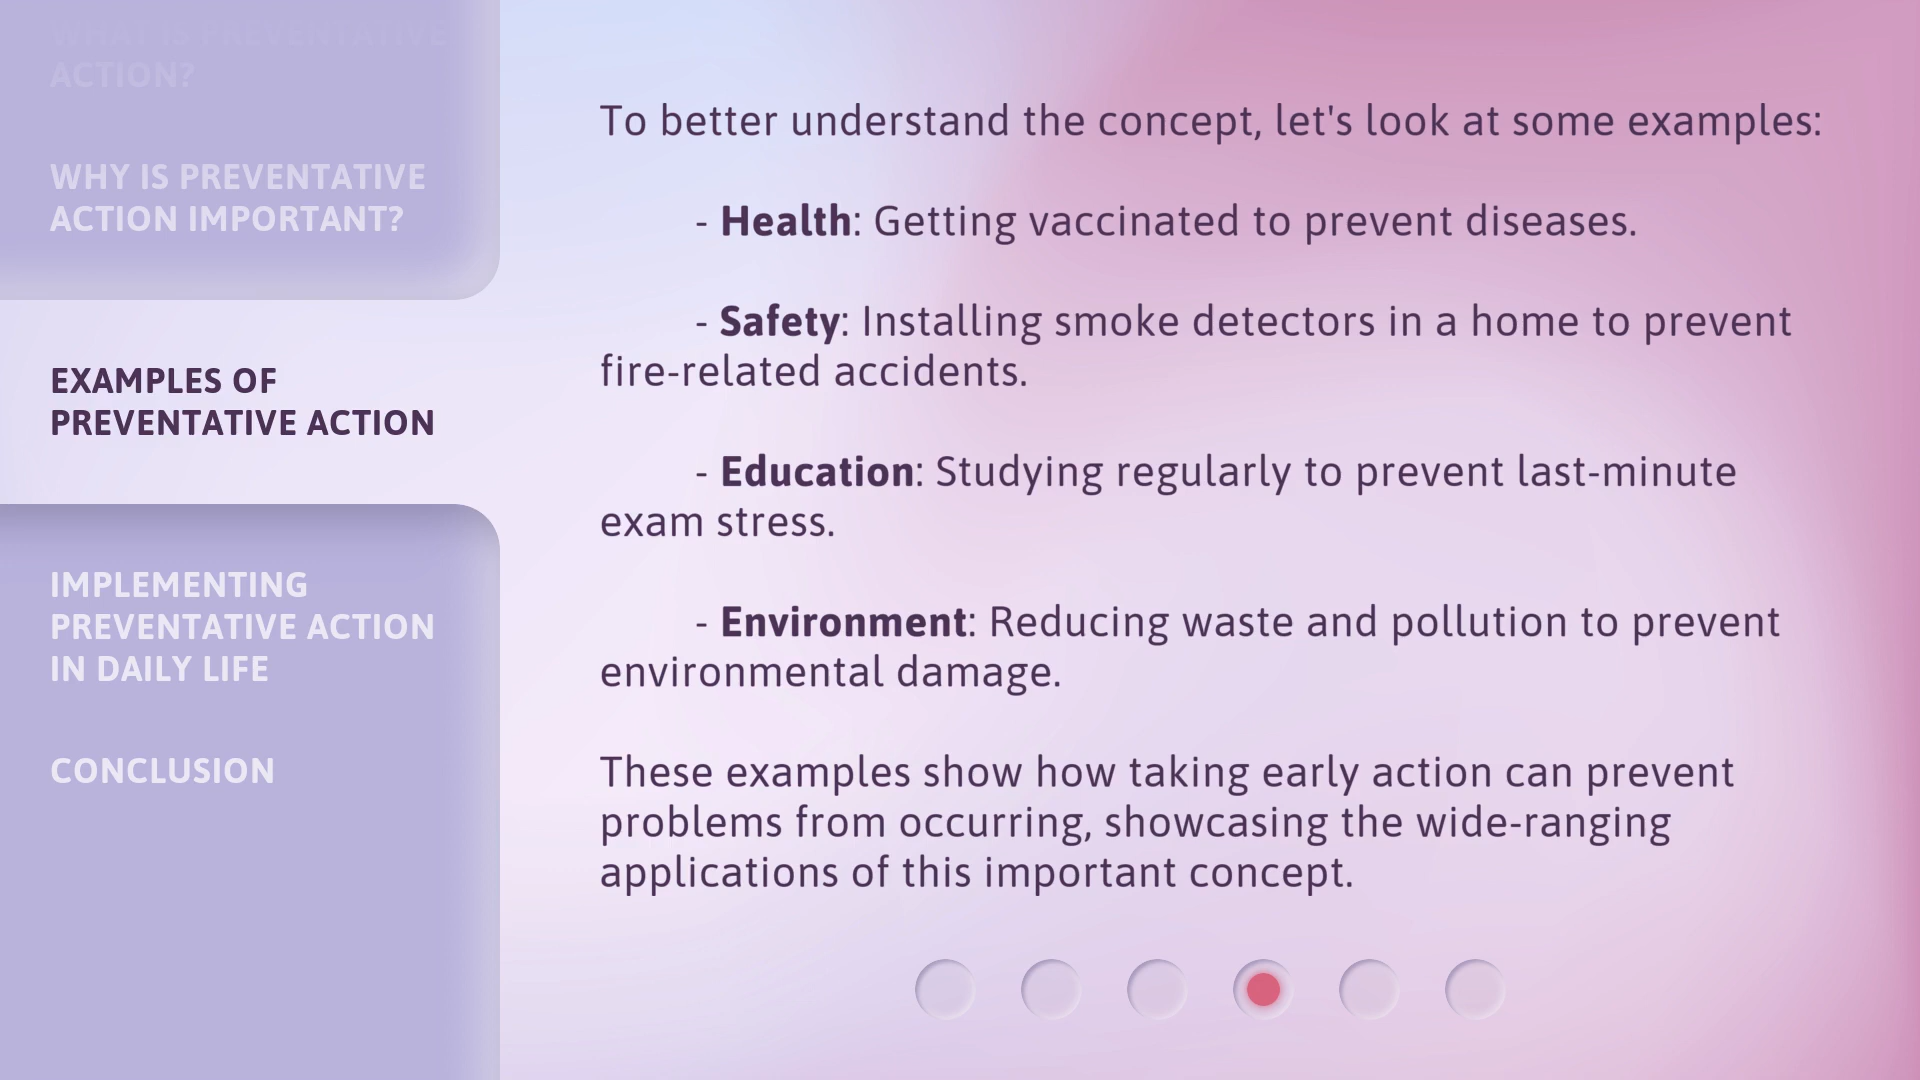 WHAT IS PREVENTATIVE
ACTION?
WHY IS PREVENTATIVE
ACTION IMPORTANT?
EXAMPLES OF
PREVENTATIVE ACTION
IMPLEMENTING
PREVENTATIVE ACTION
IN DAILY LIFE
CONCLUSION
To better understand the concept, let's look at some examples:
- Health: Getting vaccinated to prevent diseases.
- Safety: Installing smoke detectors in a home to prevent
fire-related accidents.
- Education: Studying regularly to prevent last-minute
exam stress.
- Environment: Reducing waste and pollution to prevent
environmental damage.
These examples show how taking early action can prevent
problems from occurring, showcasing the wide-ranging
applications of this important concept.